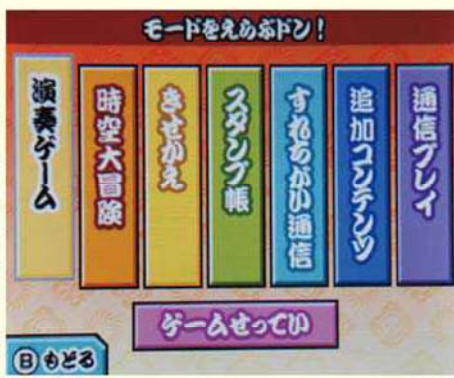 モードをえらぶドン！
演奏ゲーム
時空大冒険
きせかえ
スタンプ帳
すれちがい通信
追加コンテンツ
通信プレイ
ゲームせってい
Ⓑもどる